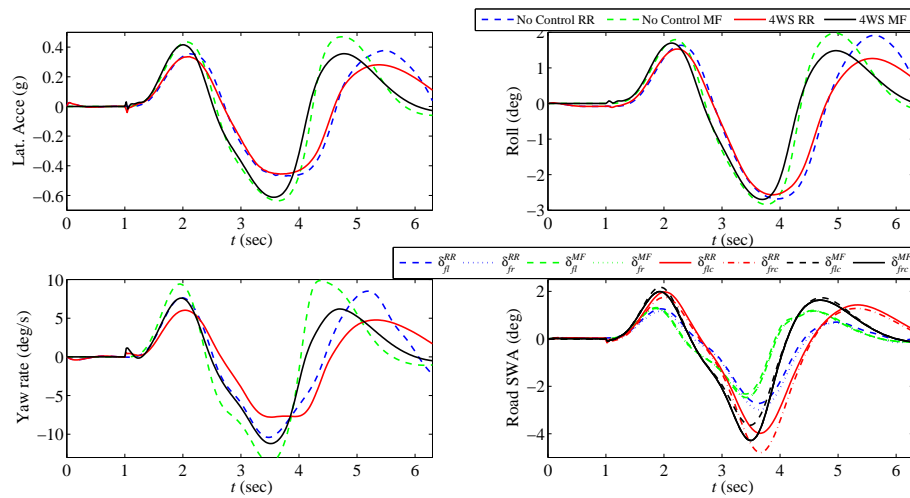 No Control RR No Control MF 4WS RR 4WS MF
0.4
0.2
0
-0.2
-0.4
-0.6
Lat. Acce (g)
0 1 2 3 4 5 6
t (sec)
2
1
0
-1
-2
-3
Roll (deg)
0 1 2 3 4 5 6
t (sec)
δ_fl^RR δ_fr^RR δ_fl^MF δ_fr^MF δ_flc^RR δ_frc^RR δ_flc^MF δ_frc^MF
10
5
0
-5
-10
Yaw rate (deg/s)
0 1 2 3 4 5 6
t (sec)
2
0
-2
-4
Road SWA (deg)
0 1 2 3 4 5 6
t (sec)